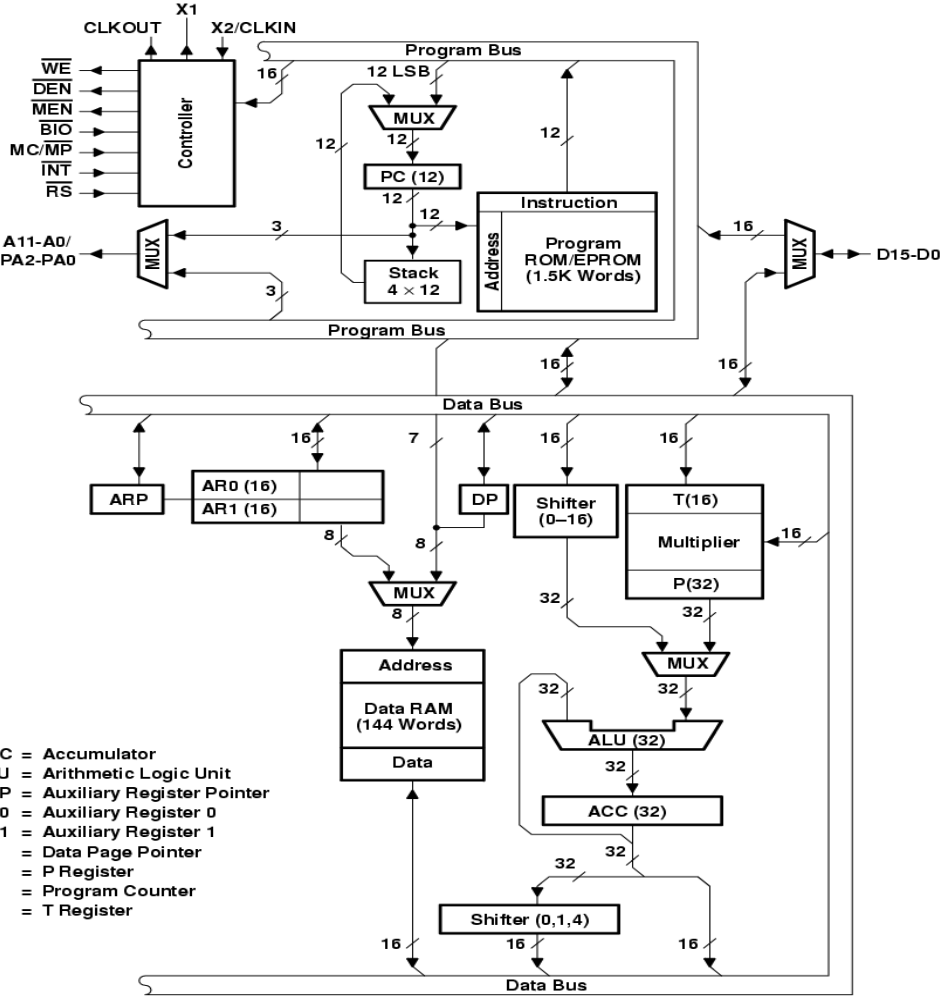 X1
CLKOUT
X2/CLKIN
Program Bus
WE
DEN
MEN
BIO
MC/MP
INT
RS
Controller
16
12 LSB
MUX
12
12
PC (12)
12
12
12
Instruction
Address
Program
ROM/EPROM
(1.5K Words)
Stack
4 × 12
A11-A0/
PA2-PA0
MUX
3
3
16
MUX
D15-D0
Program Bus
16
16
Data Bus
16
7
16
16
ARP
AR0 (16)
AR1 (16)
DP
Shifter
(0–16)
T(16)
Multiplier
P(32)
16
8
8
MUX
8
32
32
MUX
32
32
Address
Data RAM
(144 Words)
Data
ALU (32)
32
ACC (32)
32
32
Shifter (0,1,4)
16
16
16
Data Bus
C = Accumulator
U = Arithmetic Logic Unit
P = Auxiliary Register Pointer
0 = Auxiliary Register 0
1 = Auxiliary Register 1
= Data Page Pointer
= P Register
= Program Counter
= T Register